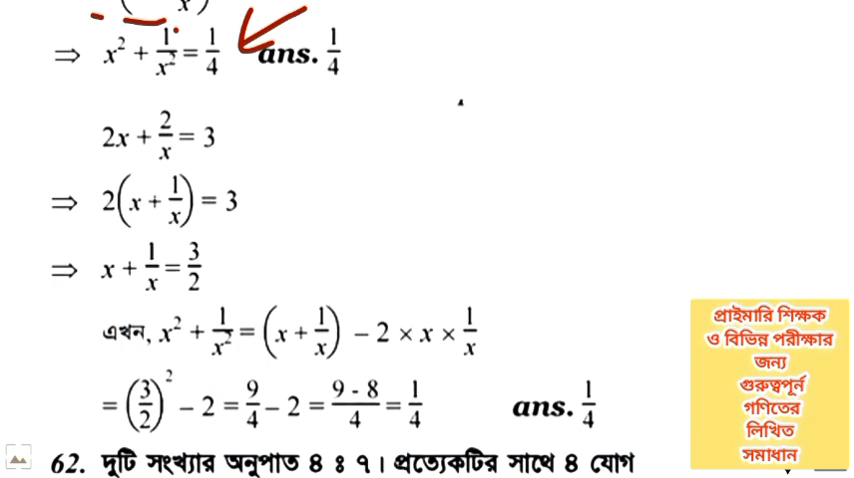 ⇒ x² + 1/x² = 1/4 ans. 1/4
2x + 2/x = 3
⇒ 2(x + 1/x) = 3
⇒ x + 1/x = 3/2
এখন, x² + 1/x² = (x + 1/x) - 2 × x × 1/x
= (3/2)² - 2 = 9/4 - 2 = (9 - 8)/4 = 1/4 ans. 1/4
62. দুটি সংখ্যার অনুপাত ৪ ঃ ৭। প্রত্যেকটির সাথে ৪ যোগ
প্রাইমারি শিক্ষক
ও বিভিন্ন পরীক্ষার
জন্য
গুরুত্বপূর্ন
গণিতের
লিখিত
সমাধান